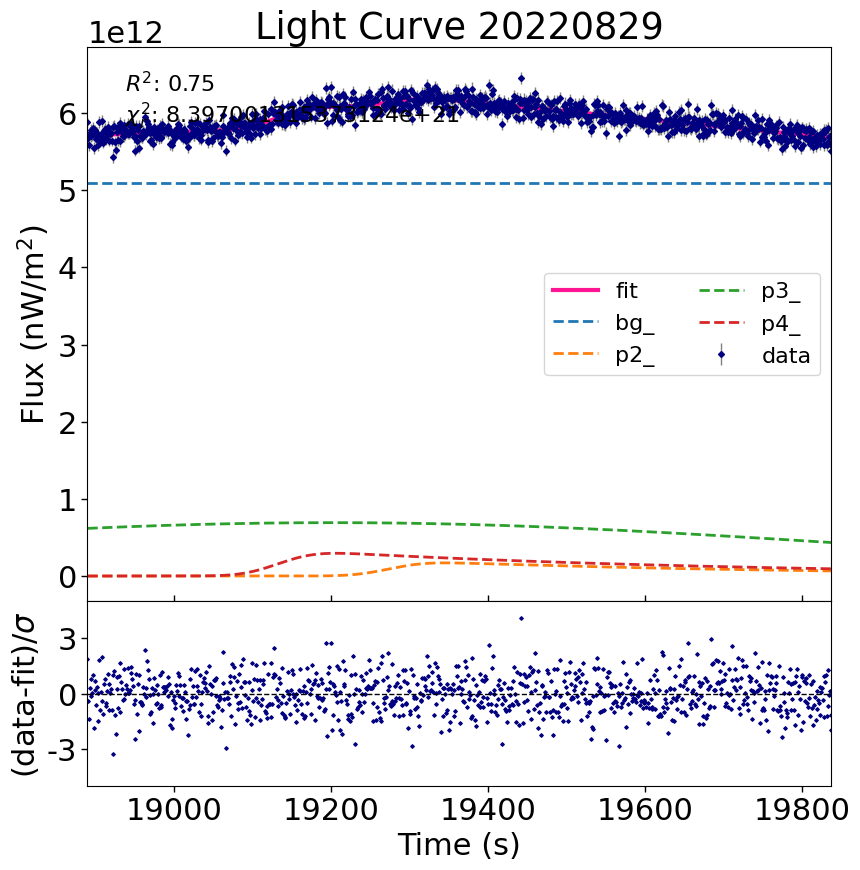 Light Curve 20220829
1e12
R²: 0.75
6
5
4
3
2
1
0
Flux (nW/m²)
fit
bg_
p2_
p3_
p4_
data
3
0
-3
(data-fit)/σ
19000 19200 19400 19600 19800
Time (s)